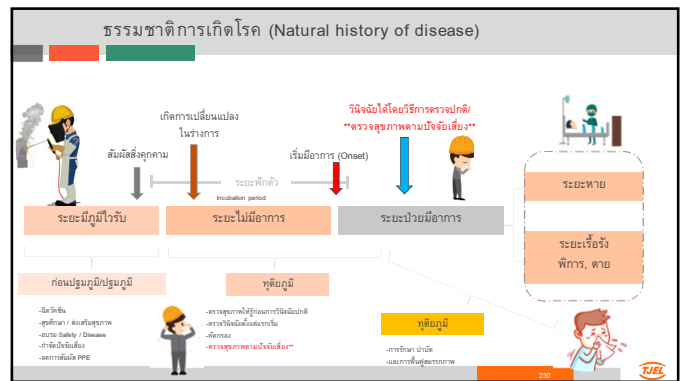 ธรรมชาติการเกิดโรค (Natural history of disease)
วินิจฉัยได้โดยวิธีการตรวจปกติ/
**ตรวจสุขภาพตามปัจจัยเสี่ยง**
เกิดการเปลี่ยนแปลง
ในร่างการ
สัมผัสสิ่งคุกคาม
เริ่มมีอาการ (Onset)
ระยะฟักตัว
Incubation period
ระยะมีภูมิไวรับ
ระยะไม่มีอาการ
ระยะป่วยมีอาการ
ระยะหาย
ระยะเรื้อรัง
พิการ, ตาย
ก่อนปฐมภูมิ/ปฐมภูมิ
ทุติยภูมิ
-ฉีดวัคซีน
-สุขศึกษา / ส่งเสริมสุขภาพ
-อบรม Safety / Disease
-กำจัดปัจจัยเสี่ยง
-ลดการสัมผัส PPE
-ตรวจสุขภาพให้รู้ก่อนการวินิจฉัยปกติ
-ตรวจวินิจฉัยตั้งแต่แรกเริ่ม
-คัดกรอง
-ตรวจสุขภาพตามปัจจัยเสี่ยง**
ทุติยภูมิ
-การรักษา บำบัด
-และการฟื้นฟูสมรรถภาพ
230
TJEL